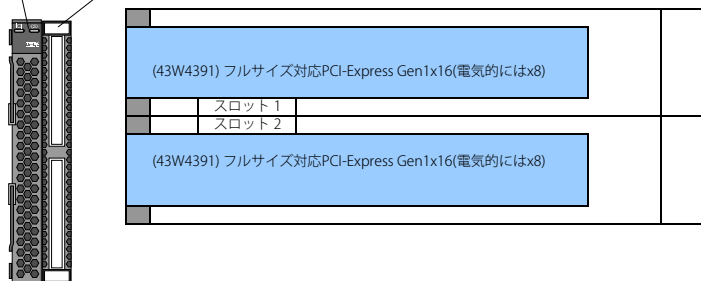 (43W4391) フルサイズ対応PCI-Express Gen1x16(電気的にはx8)
スロット 1
スロット 2
(43W4391) フルサイズ対応PCI-Express Gen1x16(電気的にはx8)